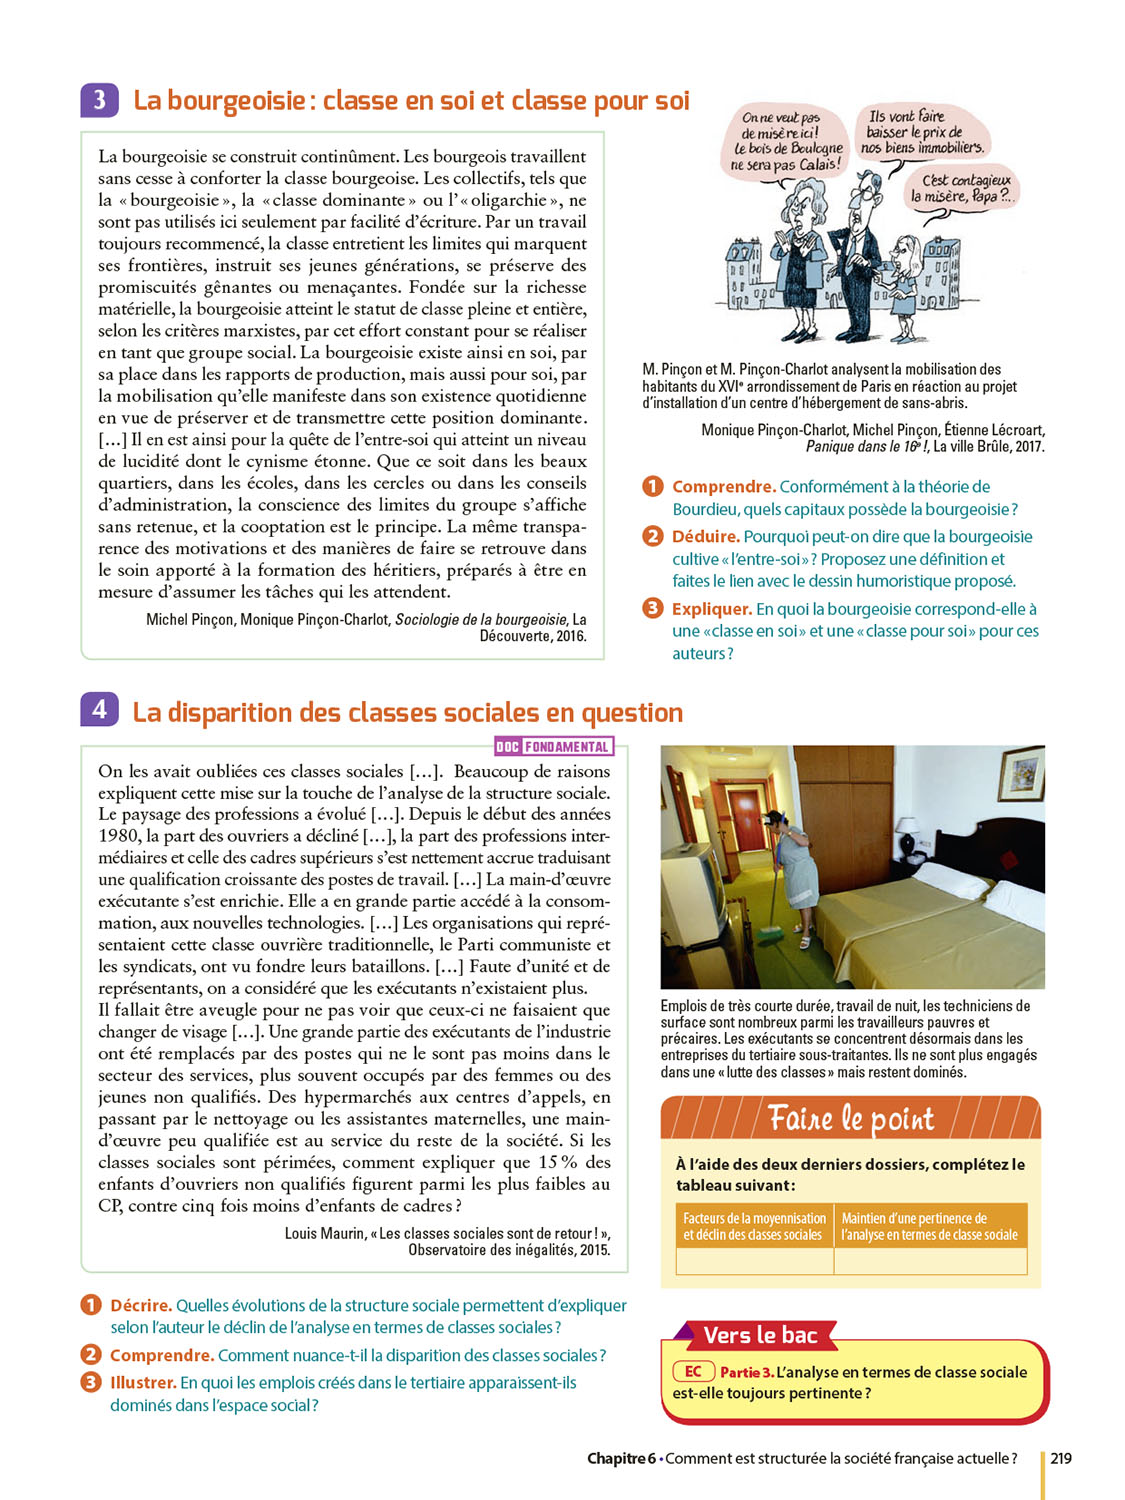 3 La bourgeoisie : classe en soi et classe pour soi
La bourgeoisie se construit continûment. Les bourgeois travaillent
sans cesse à conforter la classe bourgeoise. Les collectifs, tels que
la « bourgeoisie », la « classe dominante » ou l’« oligarchie », ne
sont pas utilisés ici seulement par facilité d’écriture. Par un travail
toujours recommencé, la classe entretient les limites qui marquent
ses frontières, instruit ses jeunes générations, se préserve des
promiscuités gênantes ou menaçantes. Fondée sur la richesse
matérielle, la bourgeoisie atteint le statut de classe pleine et entière,
selon les critères marxistes, par cet effort constant pour se réaliser
en tant que groupe social. La bourgeoisie existe ainsi en soi, par
sa place dans les rapports de production, mais aussi pour soi, par
la mobilisation qu’elle manifeste dans son existence quotidienne
en vue de préserver et de transmettre cette position dominante.
[…] Il en est ainsi pour la quête de l’entre-soi qui atteint un niveau
de lucidité dont le cynisme étonne. Que ce soit dans les beaux
quartiers, dans les écoles, dans les cercles ou dans les conseils
d’administration, la conscience des limites du groupe s’affiche
sans retenue, et la cooptation est le principe. La même transpa-
rence des motivations et des manières de faire se retrouve dans
le soin apporté à la formation des héritiers, préparés à être en
mesure d’assumer les tâches qui les attendent.
Michel Pinçon, Monique Pinçon-Charlot, Sociologie de la bourgeoisie, La
Découverte, 2016.
On ne veut pas
de misère ici !
Le bois de Boulogne
ne sera pas Calais !
Ils vont faire
baisser le prix de
nos biens immobiliers.
C'est contagieux
la misère, Papa ?...
M. Pinçon et M. Pinçon-Charlot analysent la mobilisation des
habitants du XVIe arrondissement de Paris en réaction au projet
d’installation d’un centre d’hébergement de sans-abris.
Monique Pinçon-Charlot, Michel Pinçon, Étienne Lécroart,
Panique dans le 16e !, La ville Brûle, 2017.
1 Comprendre. Conformément à la théorie de
Bourdieu, quels capitaux possède la bourgeoisie ?
2 Déduire. Pourquoi peut-on dire que la bourgeoisie
cultive « l’entre-soi » ? Proposez une définition et
faites le lien avec le dessin humoristique proposé.
3 Expliquer. En quoi la bourgeoisie correspond-elle à
une « classe en soi » et une « classe pour soi » pour ces
auteurs ?
4 La disparition des classes sociales en question
DOC FONDAMENTAL
On les avait oubliées ces classes sociales […]. Beaucoup de raisons
expliquent cette mise sur la touche de l’analyse de la structure sociale.
Le paysage des professions a évolué […]. Depuis le début des années
1980, la part des ouvriers a décliné […], la part des professions inter-
médiaires et celle des cadres supérieurs s’est nettement accrue traduisant
une qualification croissante des postes de travail. […] La main-d’œuvre
exécutante s’est enrichie. Elle a en grande partie accédé à la consom-
mation, aux nouvelles technologies. […] Les organisations qui repré-
sentaient cette classe ouvrière traditionnelle, le Parti communiste et
les syndicats, ont vu fondre leurs bataillons. […] Faute d’unité et de
représentants, on a considéré que les exécutants n’existaient plus.
Il fallait être aveugle pour ne pas voir que ceux-ci ne faisaient que
changer de visage […]. Une grande partie des exécutants de l’industrie
ont été remplacés par des postes qui ne le sont pas moins dans le
secteur des services, plus souvent occupés par des femmes ou des
jeunes non qualifiés. Des hypermarchés aux centres d’appels, en
passant par le nettoyage ou les assistantes maternelles, une main-
d’œuvre peu qualifiée est au service du reste de la société. Si les
classes sociales sont périmées, comment expliquer que 15 % des
enfants d’ouvriers non qualifiés figurent parmi les plus faibles au
CP, contre cinq fois moins d’enfants de cadres ?
Louis Maurin, « Les classes sociales sont de retour ! »,
Observatoire des inégalités, 2015.
1 Décrire. Quelles évolutions de la structure sociale permettent d’expliquer
selon l’auteur le déclin de l’analyse en termes de classes sociales ?
2 Comprendre. Comment nuance-t-il la disparition des classes sociales ?
3 Illustrer. En quoi les emplois créés dans le tertiaire apparaissent-ils
dominés dans l’espace social ?
Emplois de très courte durée, travail de nuit, les techniciens de
surface sont nombreux parmi les travailleurs pauvres et
précaires. Les exécutants se concentrent désormais dans les
entreprises du tertiaire sous-traitantes. Ils ne sont plus engagés
dans une « lutte des classes » mais restent dominés.
Faire le point
À l’aide des deux derniers dossiers, complétez le
tableau suivant :
Facteurs de la moyennisation
et déclin des classes sociales
Maintien d’une pertinence de
l’analyse en termes de classe sociale
Vers le bac
EC Partie 3. L’analyse en termes de classe sociale
est-elle toujours pertinente ?
Chapitre 6 • Comment est structurée la société française actuelle ? 219